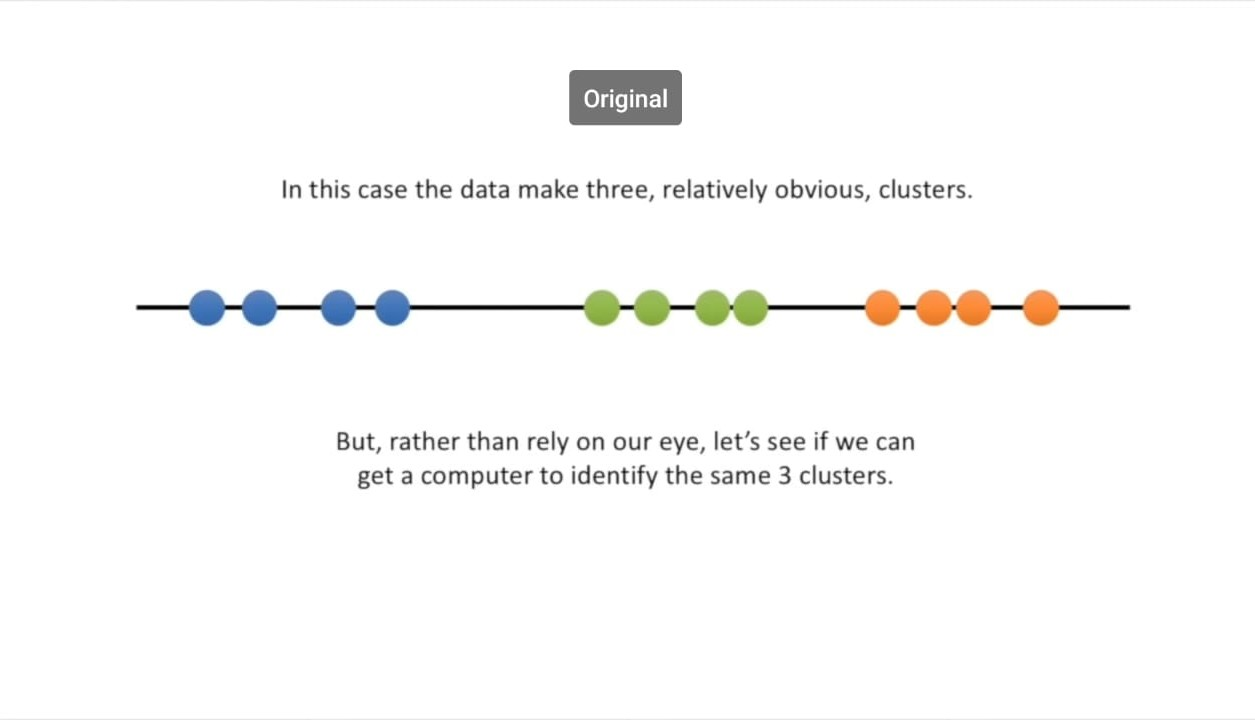 Original
In this case the data make three, relatively obvious, clusters.
But, rather than rely on our eye, let’s see if we can
get a computer to identify the same 3 clusters.